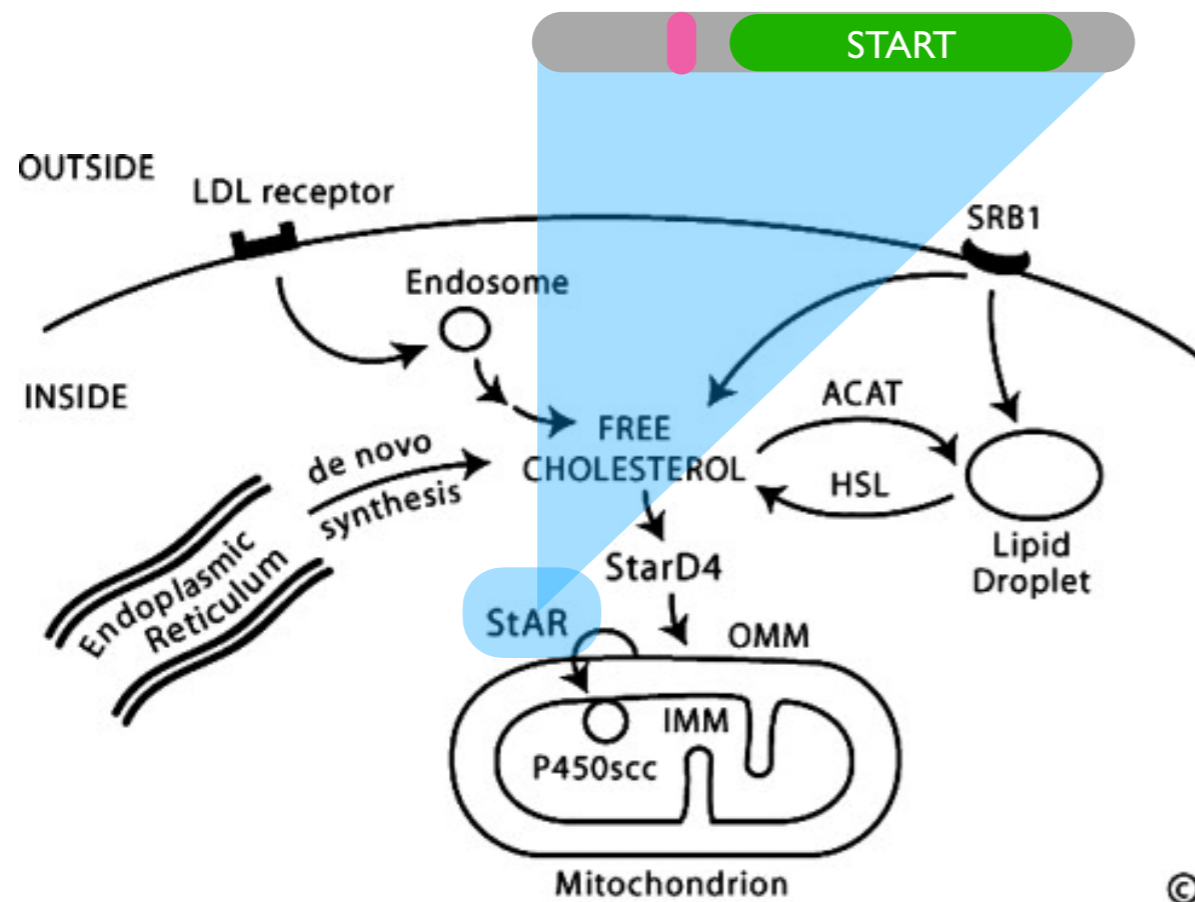 START
OUTSIDE
LDL receptor
SRB1
Endosome
INSIDE
ACAT
FREE
CHOLESTEROL
de novo
synthesis
HSL
Lipid
Droplet
Endoplasmic
Reticulum
StarD4
StAR
OMM
IMM
P450scc
Mitochondrion
©